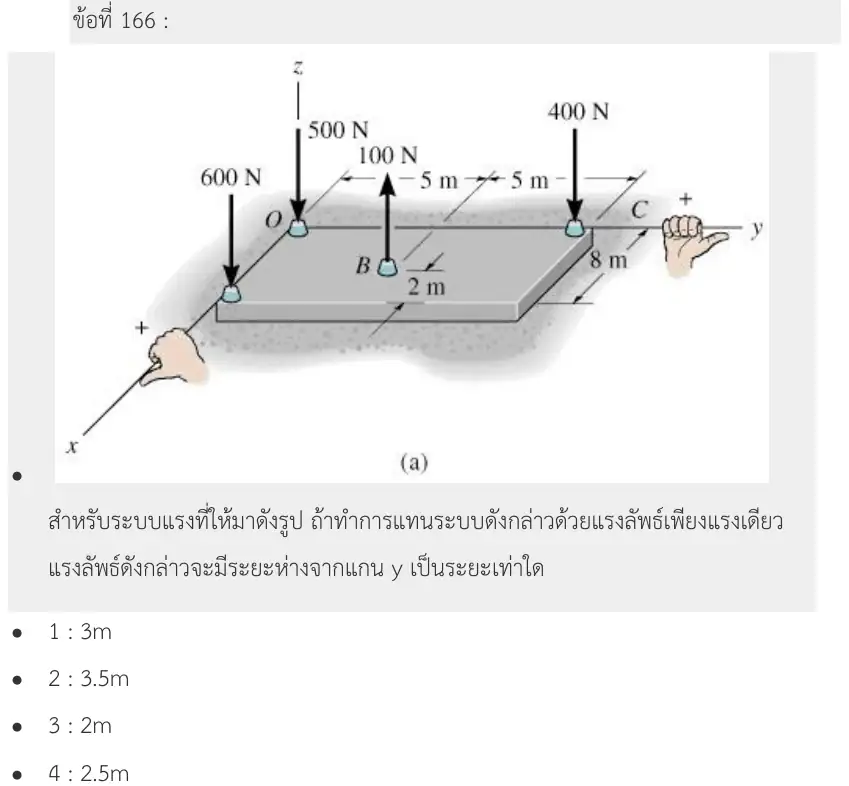 ข้อที่ 166 :
z
500 N
400 N
100 N
600 N
5 m
5 m
+
O
C
y
B
8 m
2 m
+
x
(a)
สำหรับระบบแรงที่ให้มาดังรูป ถ้าทำการแทนระบบดังกล่าวด้วยแรงลัพธ์เพียงแรงเดียว
แรงลัพธ์ดังกล่าวจะมีระยะห่างจากแกน y เป็นระยะเท่าใด
1 : 3m
2 : 3.5m
3 : 2m
4 : 2.5m